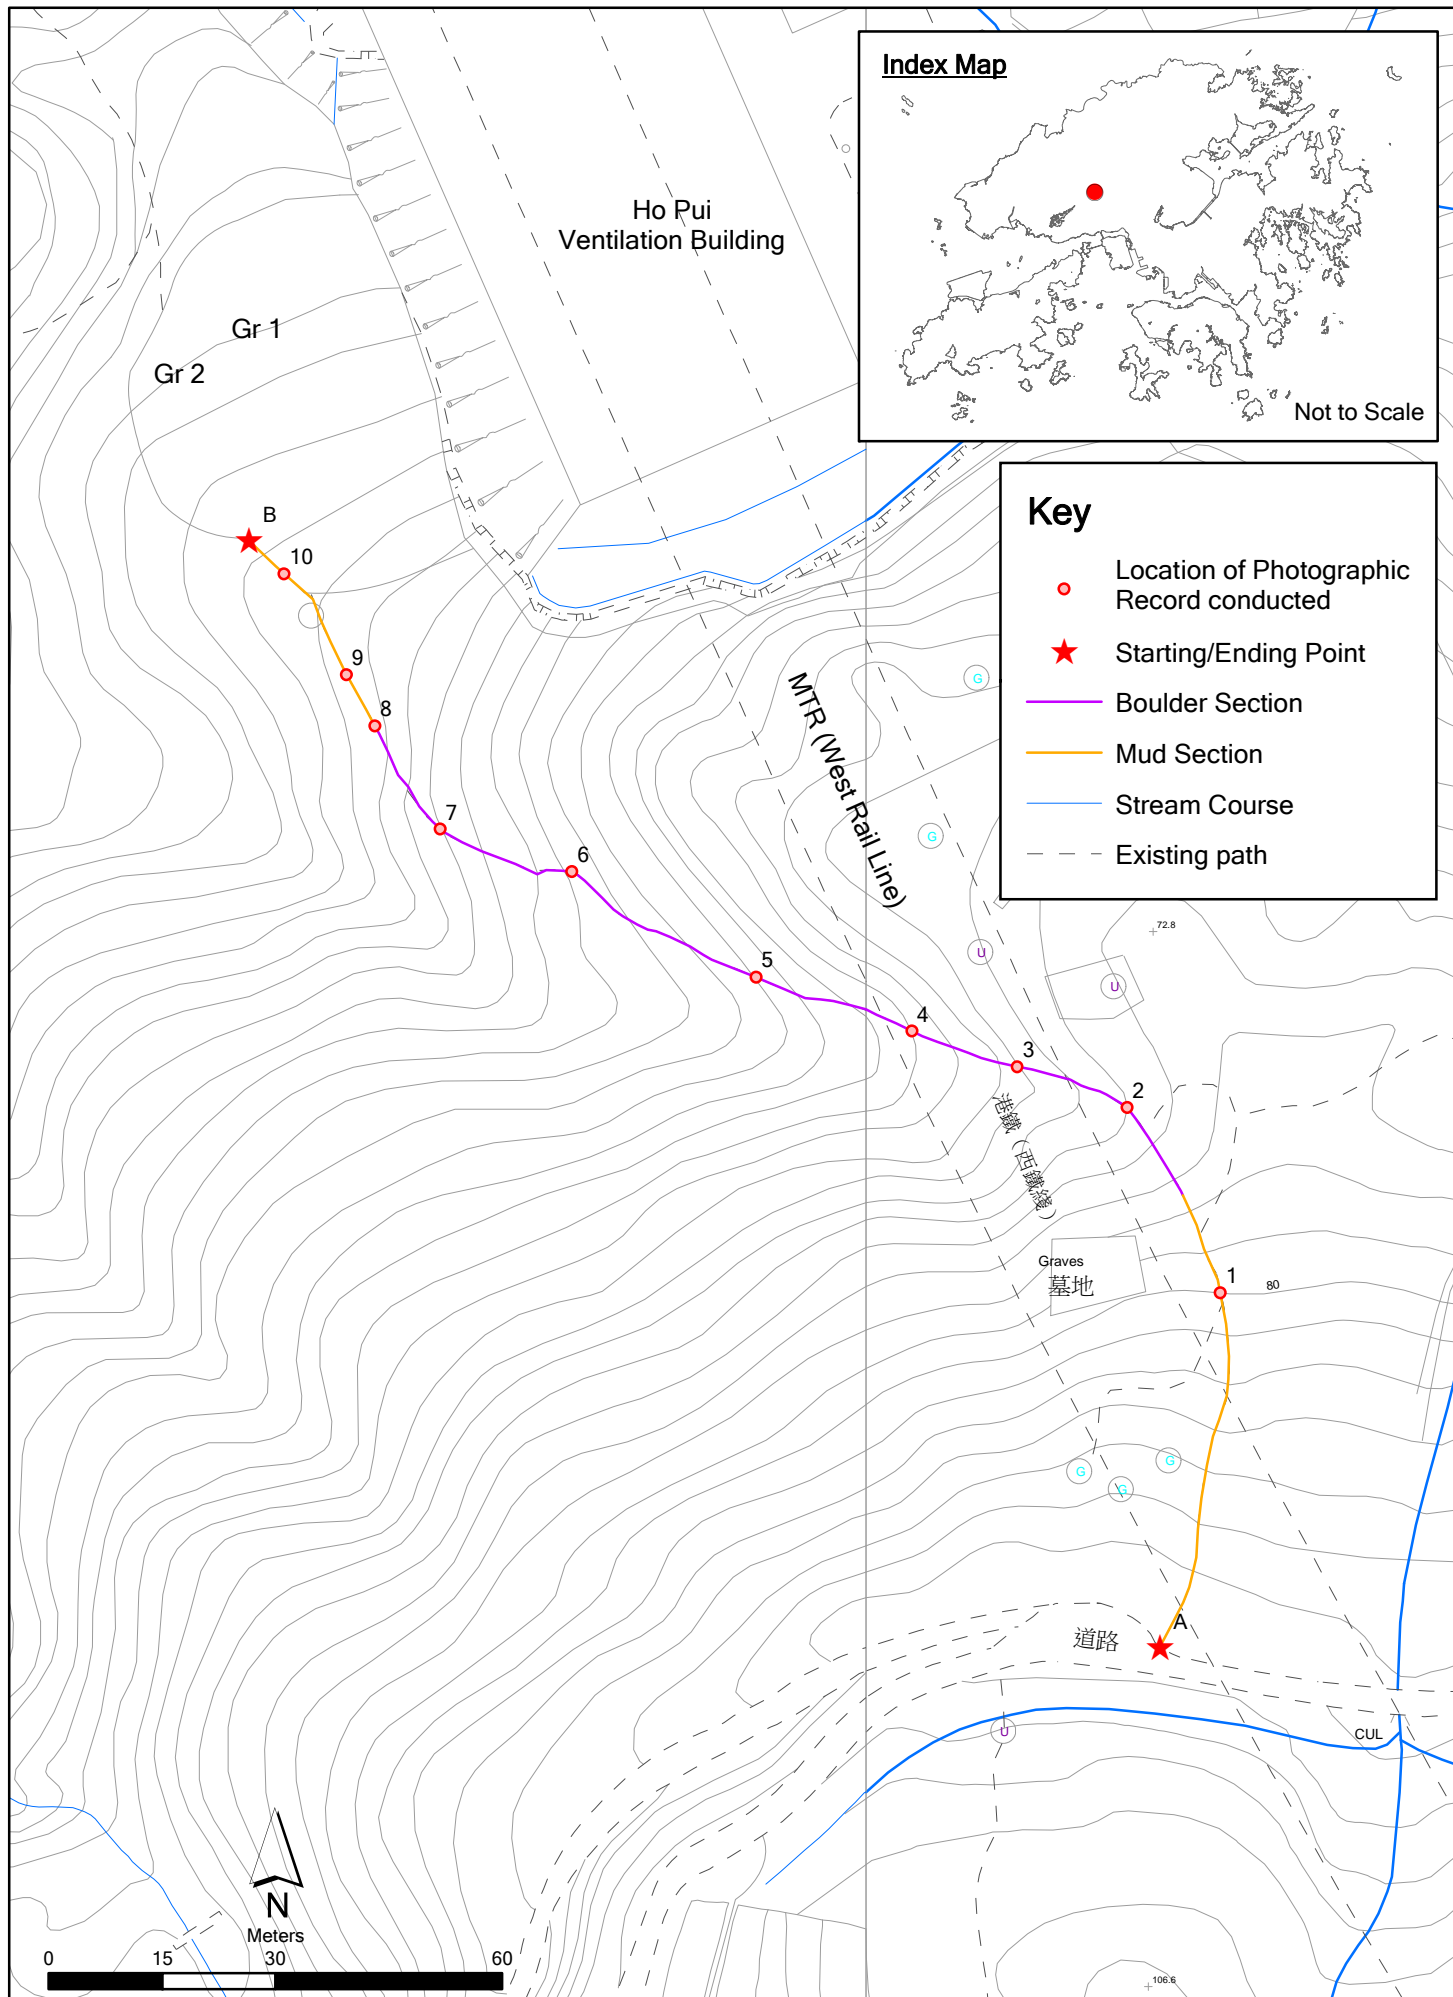 Index Map
Not to Scale
Ho Pui
Ventilation Building
Gr 1
Gr 2
Key
Location of Photographic
Record conducted
Starting/Ending Point
Boulder Section
Mud Section
Stream Course
Existing path
B
10
9
8
7
6
5
4
3
2
1
A
MTR (West Rail Line)
港鐵（西鐵綫）
G
G
U
U
72.8
Graves
墓地
80
G
G
G
道路
U
CUL
106.6
N
Meters
0 15 30 60